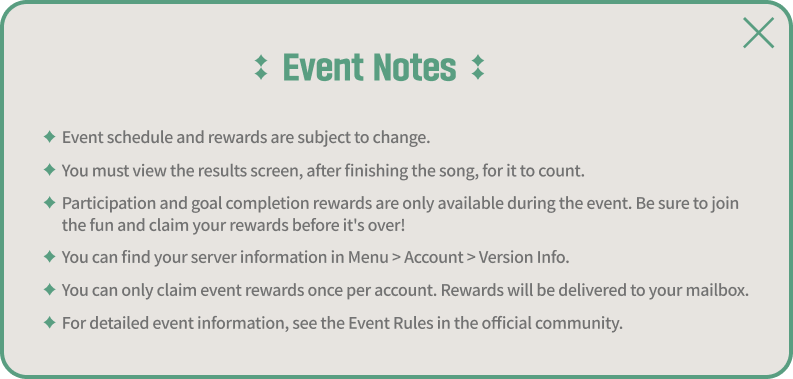 Event Notes
Event schedule and rewards are subject to change.
You must view the results screen, after finishing the song, for it to count.
Participation and goal completion rewards are only available during the event. Be sure to join
the fun and claim your rewards before it's over!
You can find your server information in Menu > Account > Version Info.
You can only claim event rewards once per account. Rewards will be delivered to your mailbox.
For detailed event information, see the Event Rules in the official community.